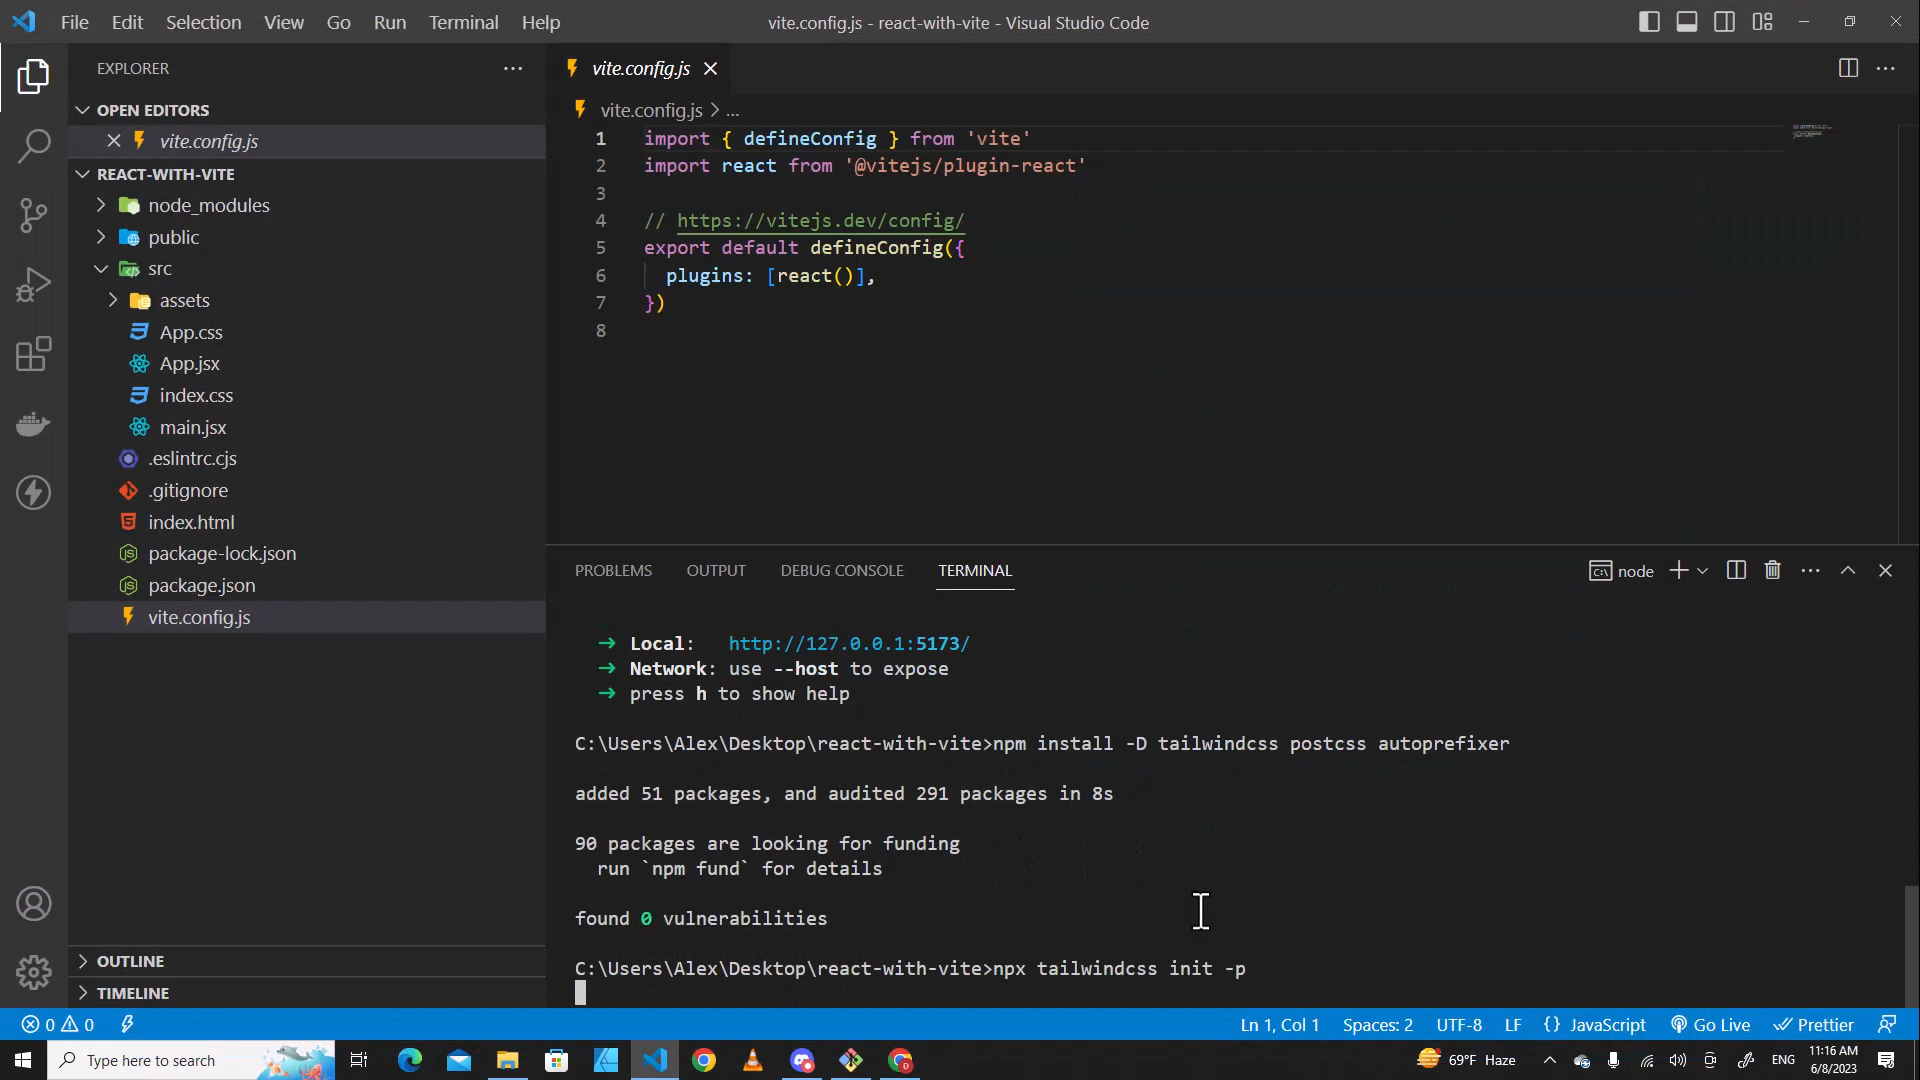 File Edit Selection View Go Run Terminal Help
vite.config.js - react-with-vite - Visual Studio Code
EXPLORER
OPEN EDITORS
vite.config.js
REACT-WITH-VITE
node_modules
public
src
assets
App.css
App.jsx
index.css
main.jsx
.eslintrc.cjs
.gitignore
index.html
package-lock.json
package.json
vite.config.js
OUTLINE
TIMELINE
vite.config.js
vite.config.js > ...
1 import { defineConfig } from 'vite'
2 import react from '@vitejs/plugin-react'
3
4 // https://vitejs.dev/config/
5 export default defineConfig({
6 plugins: [react()],
7 })
8
PROBLEMS OUTPUT DEBUG CONSOLE TERMINAL
node
→ Local: http://127.0.0.1:5173/
→ Network: use --host to expose
→ press h to show help
C:\Users\Alex\Desktop\react-with-vite>npm install -D tailwindcss postcss autoprefixer
added 51 packages, and audited 291 packages in 8s
90 packages are looking for funding
run `npm fund` for details
found 0 vulnerabilities
C:\Users\Alex\Desktop\react-with-vite>npx tailwindcss init -p
0 0
Ln 1, Col 1 Spaces: 2 UTF-8 LF {} JavaScript Go Live Prettier
Type here to search
69°F Haze
ENG
11:16 AM
6/8/2023